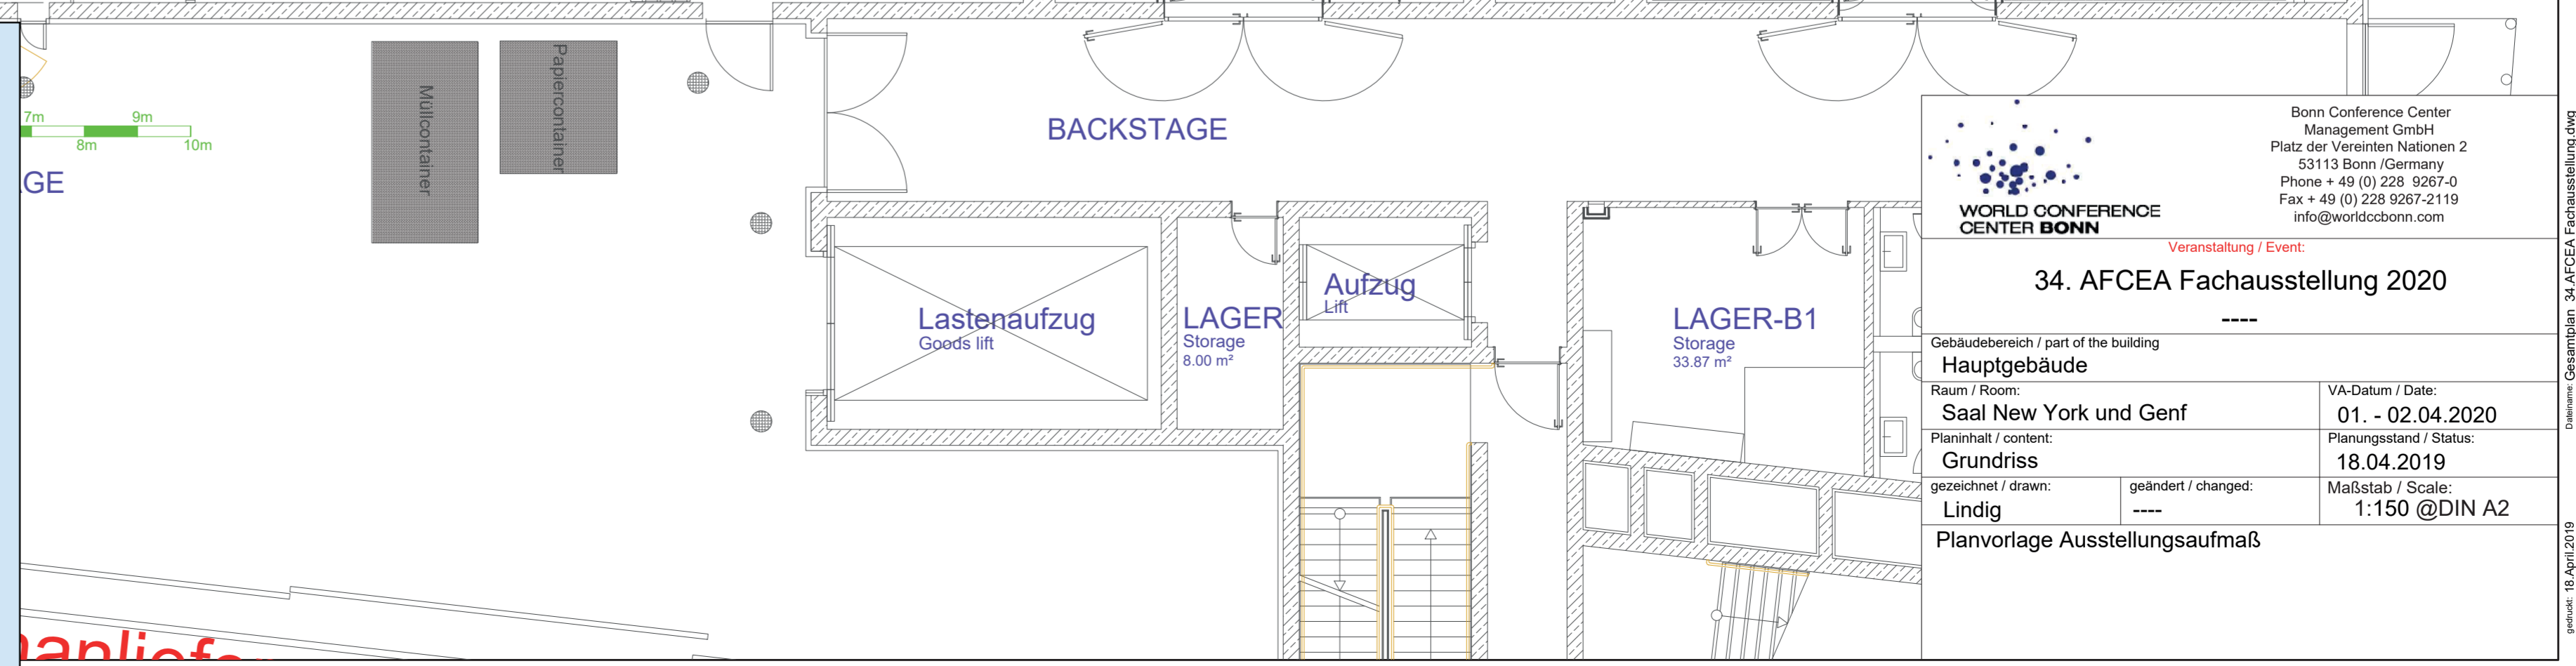 Müllcontainer
Papiercontainer
7m
9m
8m
10m
GE
BACKSTAGE
Lastenaufzug
Goods lift
LAGER
Storage
8.00 m²
Aufzug
Lift
LAGER-B1
Storage
33.87 m²
WORLD CONFERENCE
CENTER BONN
Bonn Conference Center
Management GmbH
Platz der Vereinten Nationen 2
53113 Bonn /Germany
Phone + 49 (0) 228 9267-0
Fax + 49 (0) 228 9267-2119
info@worldccbonn.com
Veranstaltung / Event:
34. AFCEA Fachausstellung 2020
----
Gebäudebereich / part of the building
Hauptgebäude
Raum / Room:
Saal New York und Genf
VA-Datum / Date:
01. - 02.04.2020
Planinhalt / content:
Grundriss
Planungsstand / Status:
18.04.2019
gezeichnet / drawn:
Lindig
geändert / changed:
----
Maßstab / Scale:
1:150 @DIN A2
Planvorlage Ausstellungsaufmaß
Dateiname: Gesamtplan 34.AFCEA Fachausstellung.dwg
gedruckt: 18.April.2019